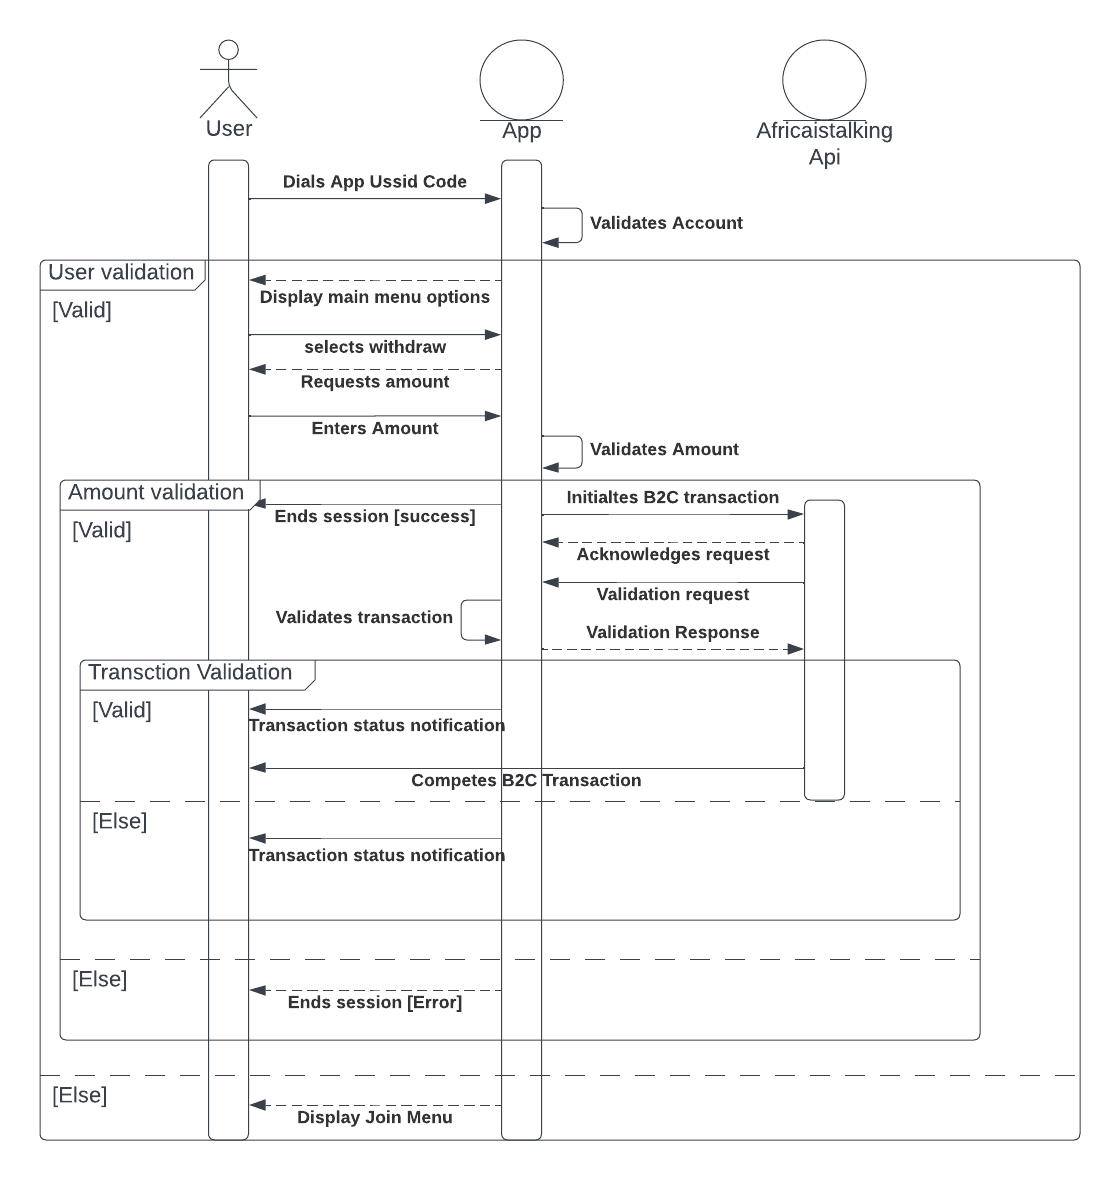 User
App
Africaistalking
Api
Dials App Ussid Code
Validates Account
User validation
[Valid]
Display main menu options
selects withdraw
Requests amount
Enters Amount
Validates Amount
Amount validation
[Valid]
Initialtes B2C transaction
Ends session [success]
Acknowledges request
Validation request
Validates transaction
Validation Response
Transction Validation
[Valid]
Transaction status notification
Competes B2C Transaction
[Else]
Transaction status notification
[Else]
Ends session [Error]
[Else]
Display Join Menu